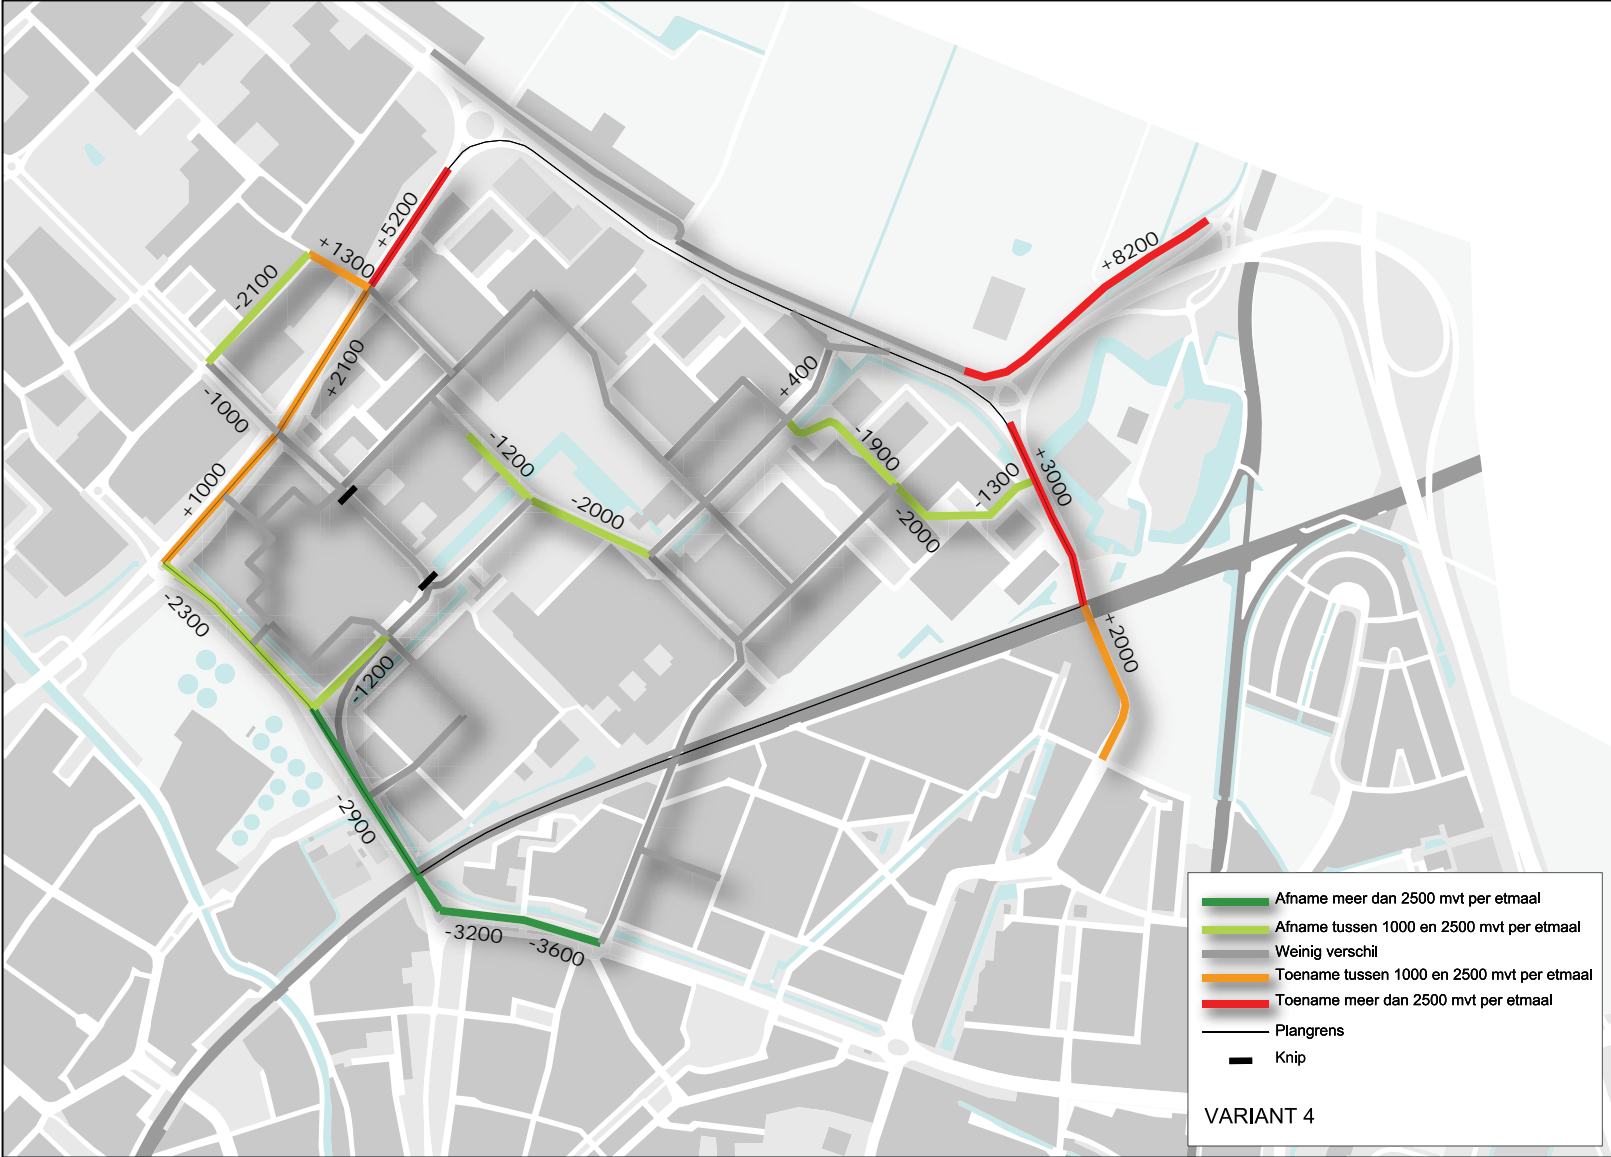 +5200
+1300
-2100
+8200
+2100
+400
-1000
-1900
-1200
+3000
+1000
-1300
-2000
-2000
-2300
+2000
-1200
-2900
-3200
-3600
Afname meer dan 2500 mvt per etmaal
Afname tussen 1000 en 2500 mvt per etmaal
Weinig verschil
Toename tussen 1000 en 2500 mvt per etmaal
Toename meer dan 2500 mvt per etmaal
Plangrens
Knip
VARIANT 4